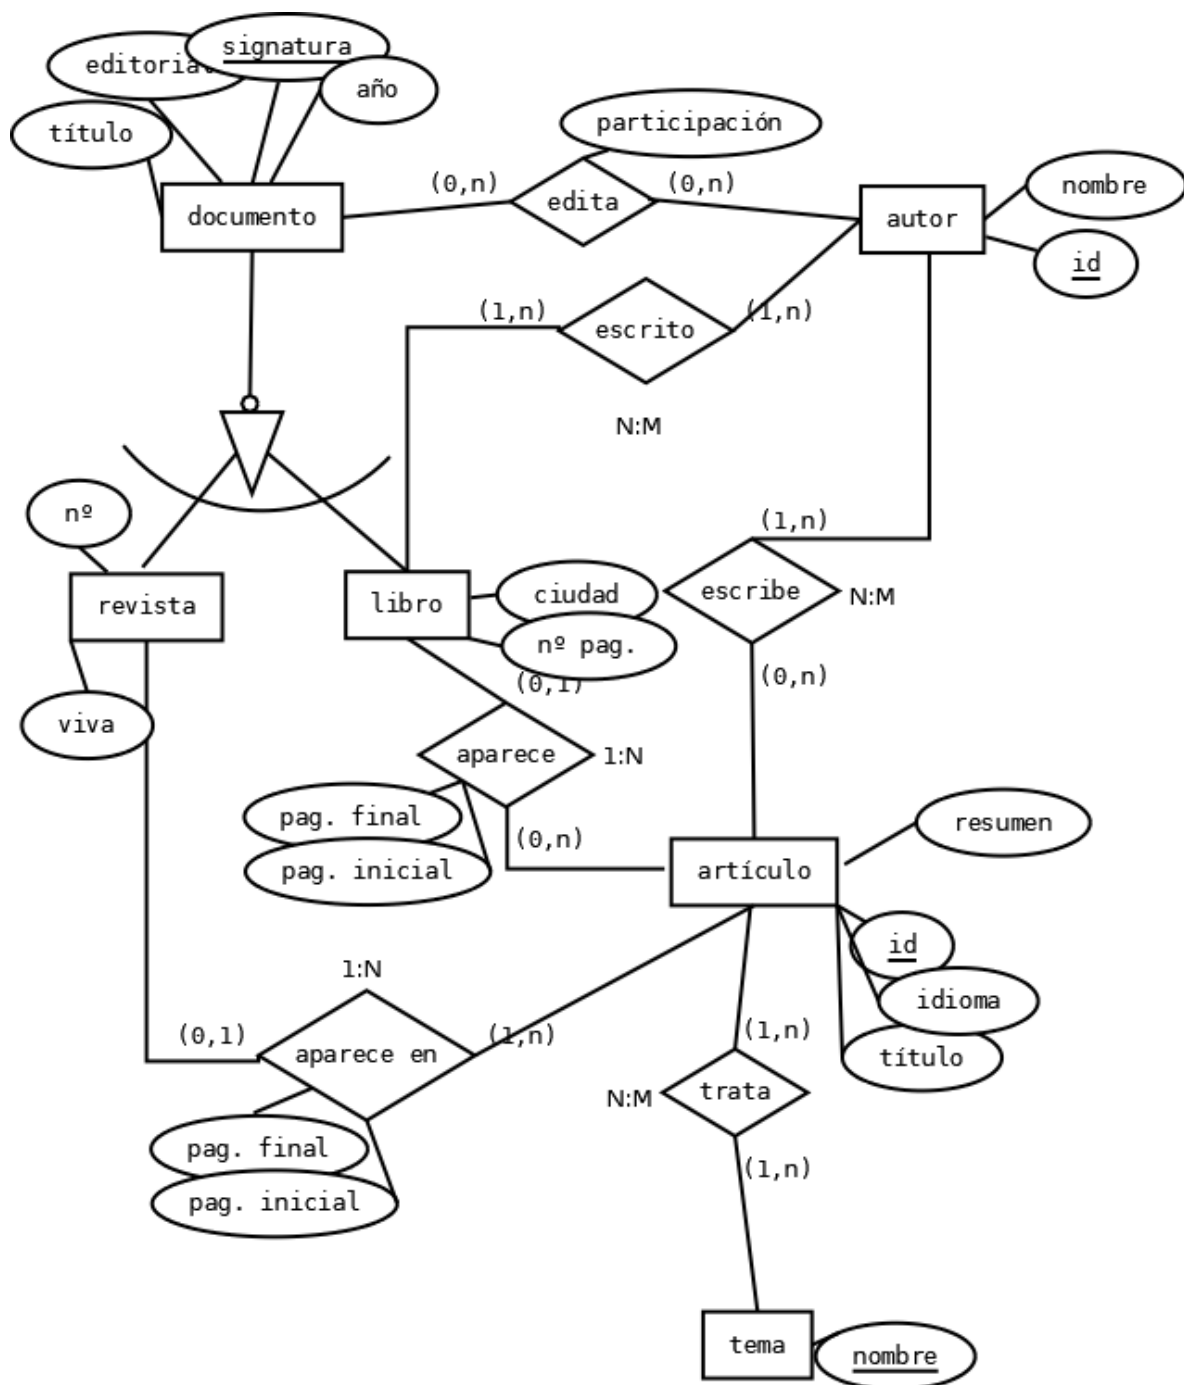 signatura
editorial
año
título
participación
documento
(0,n)
edita
(0,n)
autor
nombre
id
(1,n)
escrito
(1,n)
N:M
nº
revista
libro
ciudad
nº pag.
(1,n)
escribe
N:M
(0,n)
viva
(0,1)
aparece
1:N
pag. final
pag. inicial
(0,n)
artículo
resumen
id
idioma
título
1:N
(0,1)
aparece en
(1,n)
pag. final
pag. inicial
(1,n)
N:M
trata
(1,n)
tema
nombre